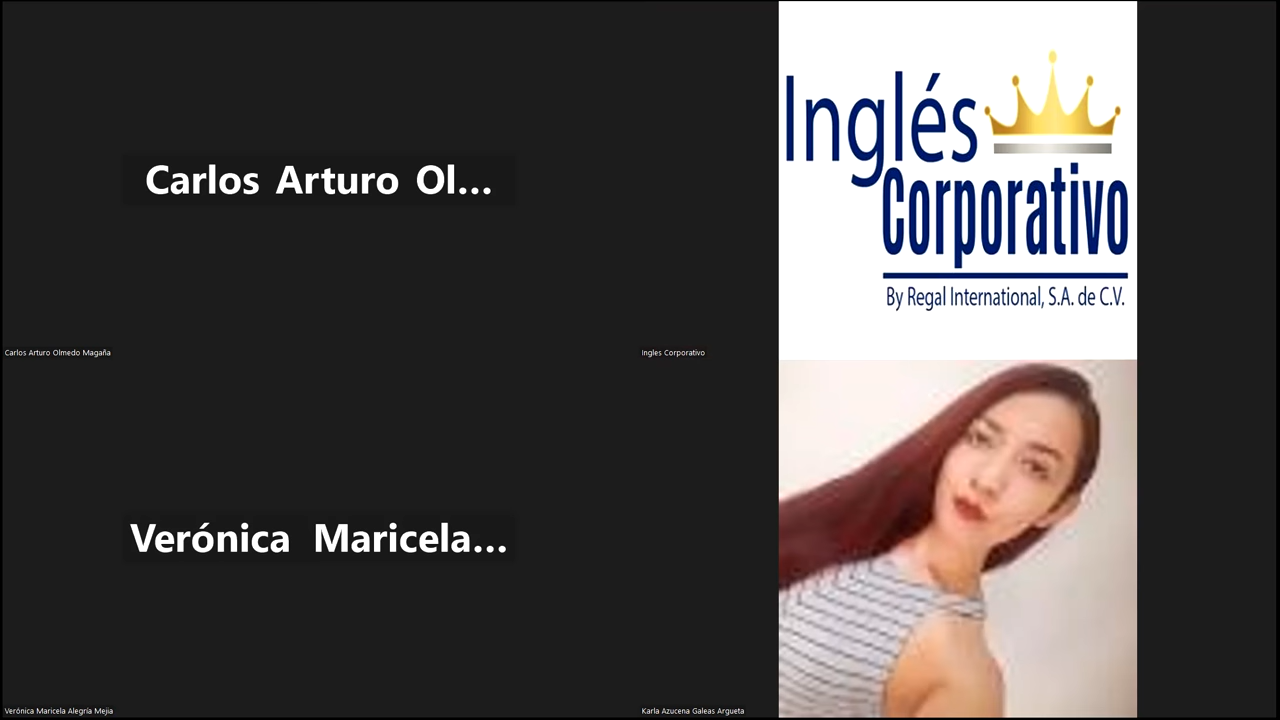 Carlos Arturo Ol...
Carlos Arturo Olmedo Magaña
Inglés
Corporativo
By Regal International, S.A. de C.V.
Ingles Corporativo
Verónica Maricela...
Verónica Maricela Alegría Mejia
Karla Azucena Galeas Argueta